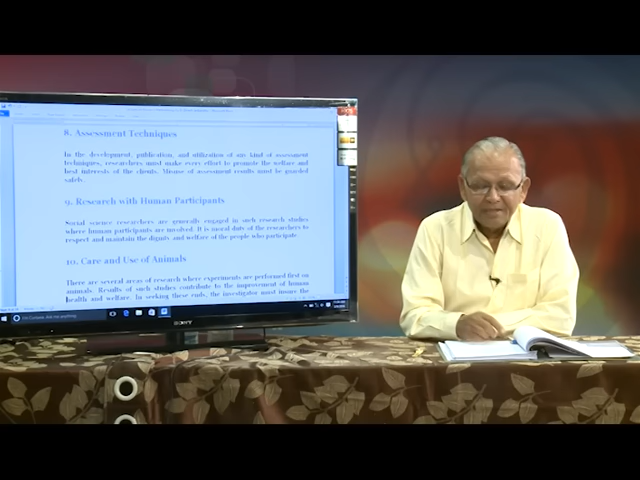 8. Assessment Techniques
In the development, publication, and utilization of any kind of assessment
techniques, researchers must make every effort to promote the welfare and
best interests of the clients. Misuse of assessment results must be guarded
safely.
9. Research with Human Participants
Social science researchers are generally engaged in such research studies
where human participants are involved. It is moral duty of the researchers to
respect and maintain the dignity and welfare of the people who participate
10. Care and Use of Animals
There are several areas of research where experiments are performed first on
animals. Results of such studies contribute to the improvement of human
health and welfare. In seeking these ends, the investigator must insure the
SONY